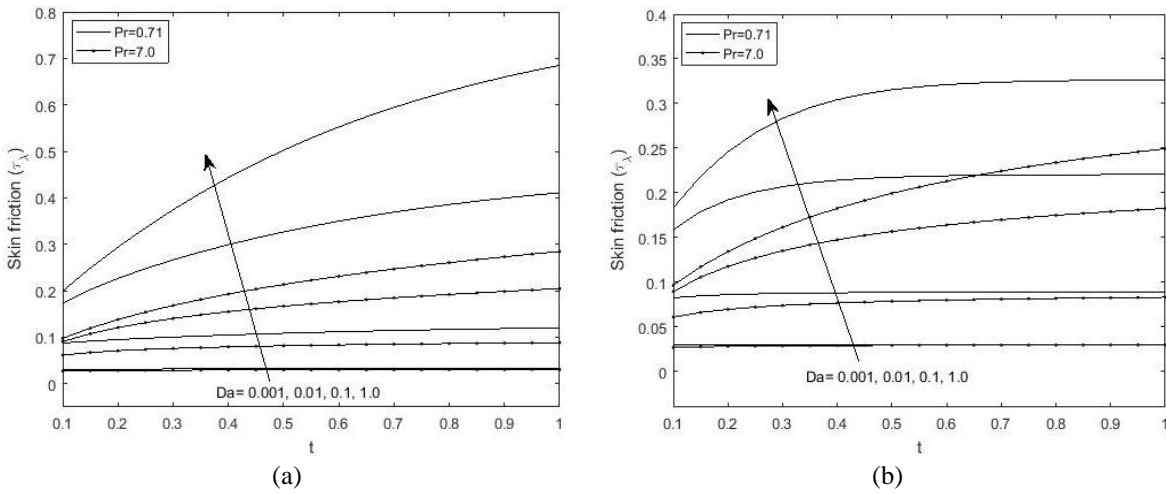 0.8
0.7
0.6
0.5
0.4
0.3
0.2
0.1
0
Skin friction (τλ)
Pr=0.71
Pr=7.0
Da= 0.001, 0.01, 0.1, 1.0
0.1 0.2 0.3 0.4 0.5 0.6 0.7 0.8 0.9 1
t
(a)
0.4
0.35
0.3
0.25
0.2
0.15
0.1
0.05
0
Skin friction (τλ)
Pr=0.71
Pr=7.0
Da= 0.001, 0.01, 0.1, 1.0
0.1 0.2 0.3 0.4 0.5 0.6 0.7 0.8 0.9 1
t
(b)